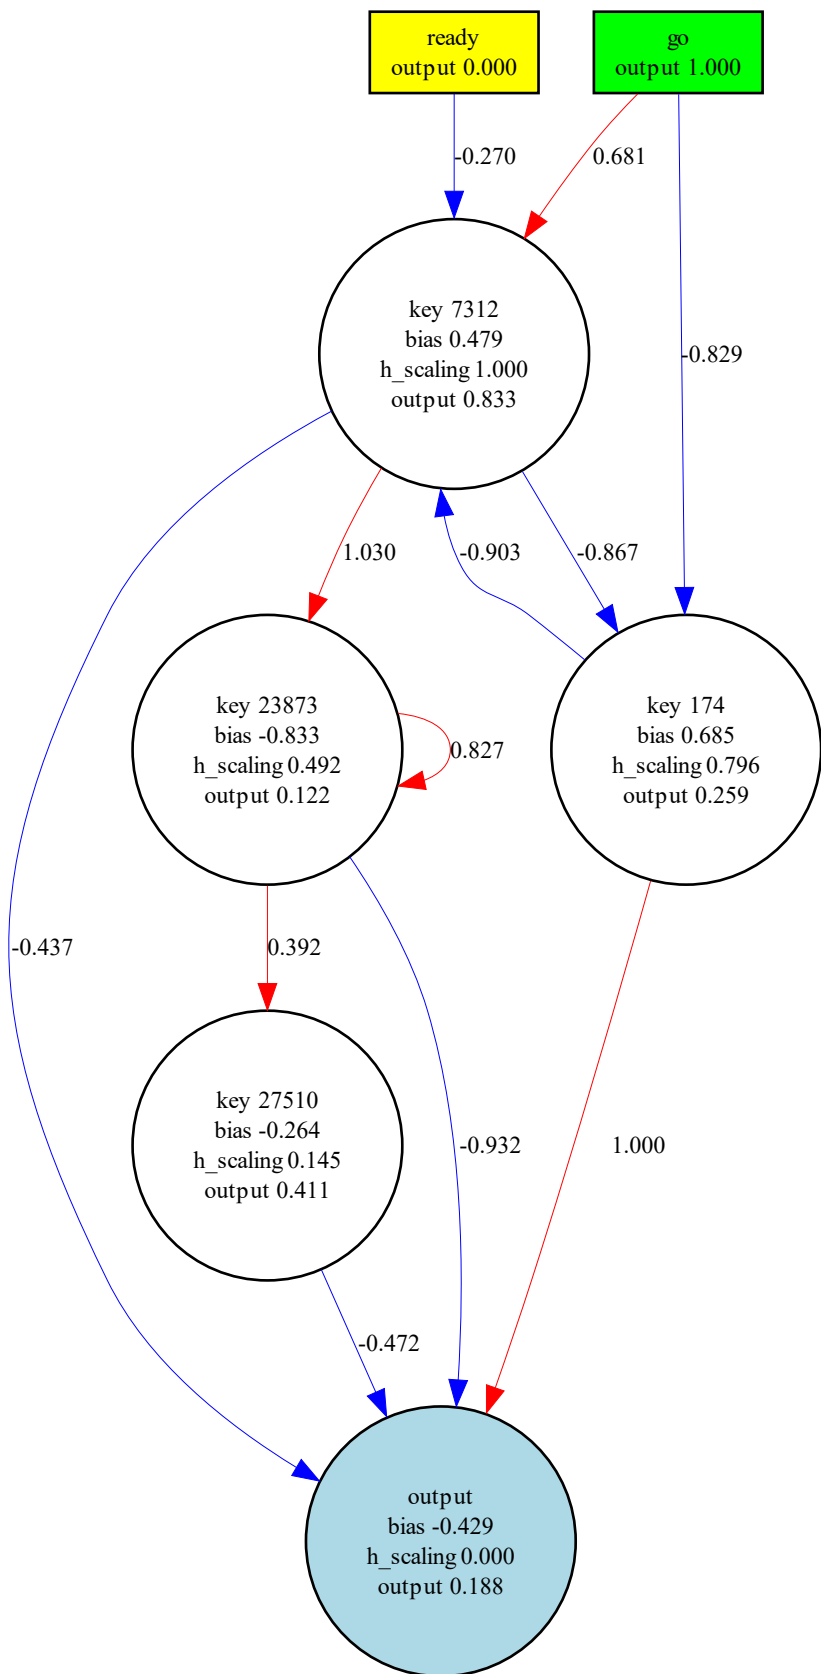 ready
output 0.000
go
output 1.000
-0.270
0.681
key 7312
bias 0.479
h_scaling 1.000
output 0.833
-0.829
1.030
-0.903
-0.867
key 23873
bias -0.833
h_scaling 0.492
output 0.122
0.827
key 174
bias 0.685
h_scaling 0.796
output 0.259
-0.437
0.392
key 27510
bias -0.264
h_scaling 0.145
output 0.411
-0.932
1.000
-0.472
output
bias -0.429
h_scaling 0.000
output 0.188